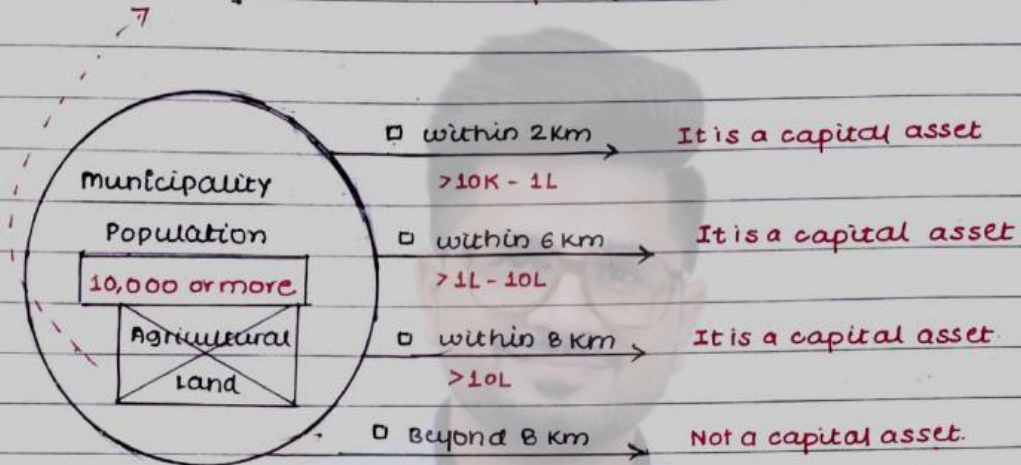 □ within 2 Km → It is a capital asset
>10K - 1L
Municipality
Population
10,000 or more
Agricultural
Land
□ within 6 Km → It is a capital asset
>1L - 10L
□ within 8 Km → It is a capital asset.
>10L
□ Beyond 8 Km → Not a capital asset.